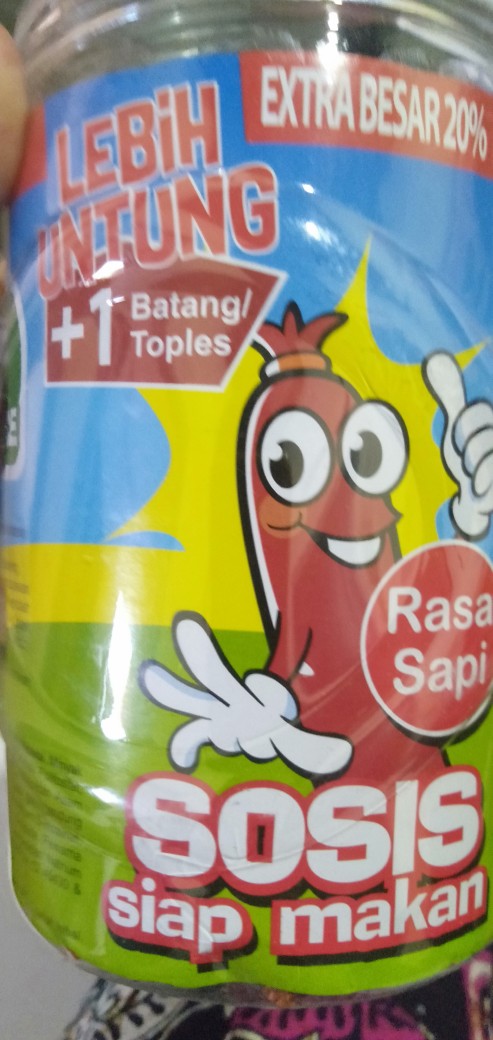 EXTRA BESAR 20%
LEBiH
UNTUNG
+1 Batang/
Toples
Rasa
Sapi
SOSIS
siap makan